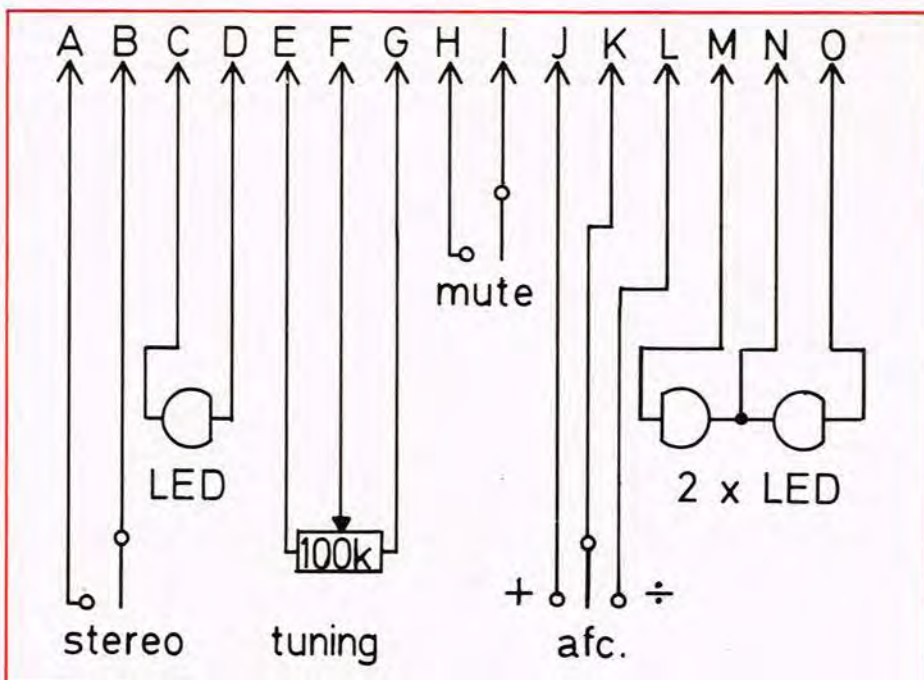 A B C D E F G H I J K L M N O
mute
LED
2 x LED
100k
+ ÷
stereo tuning afc.